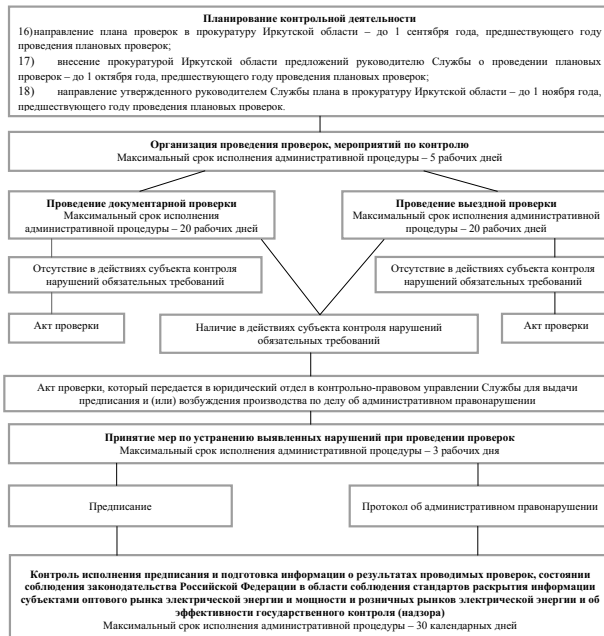 Планирование контрольной деятельности
16)направление плана проверок в прокуратуру Иркутской области – до 1 сентября года, предшествующего году
проведения плановых проверок;
17) внесение прокуратурой Иркутской области предложений руководителю Службы о проведении плановых
проверок – до 1 октября года, предшествующего году проведения плановых проверок;
18) направление утвержденного руководителем Службы плана в прокуратуру Иркутской области – до 1 ноября года,
предшествующего году проведения плановых проверок.
Организация проведения проверок, мероприятий по контролю
Максимальный срок исполнения административной процедуры – 5 рабочих дней
Проведение документарной проверки
Максимальный срок исполнения
административной процедуры – 20 рабочих дней
Проведение выездной проверки
Максимальный срок исполнения административной
процедуры – 20 рабочих дней
Отсутствие в действиях субъекта контроля
нарушений обязательных требований
Отсутствие в действиях субъекта контроля
нарушений обязательных требований
Акт проверки
Наличие в действиях субъекта контроля нарушений
обязательных требований
Акт проверки
Акт проверки, который передается в юридический отдел в контрольно-правовом управлении Службы для выдачи
предписания и (или) возбуждения производства по делу об административном правонарушении
Принятие мер по устранению выявленных нарушений при проведении проверок
Максимальный срок исполнения административной процедуры – 3 рабочих дня
Предписание
Протокол об административном правонарушении
Контроль исполнения предписания и подготовка информации о результатах проводимых проверок, состоянии
соблюдения законодательства Российской Федерации в области соблюдения стандартов раскрытия информации
субъектами оптового рынка электрической энергии и мощности и розничных рынков электрической энергии и об
эффективности государственного контроля (надзора)
Максимальный срок исполнения административной процедуры – 30 календарных дней